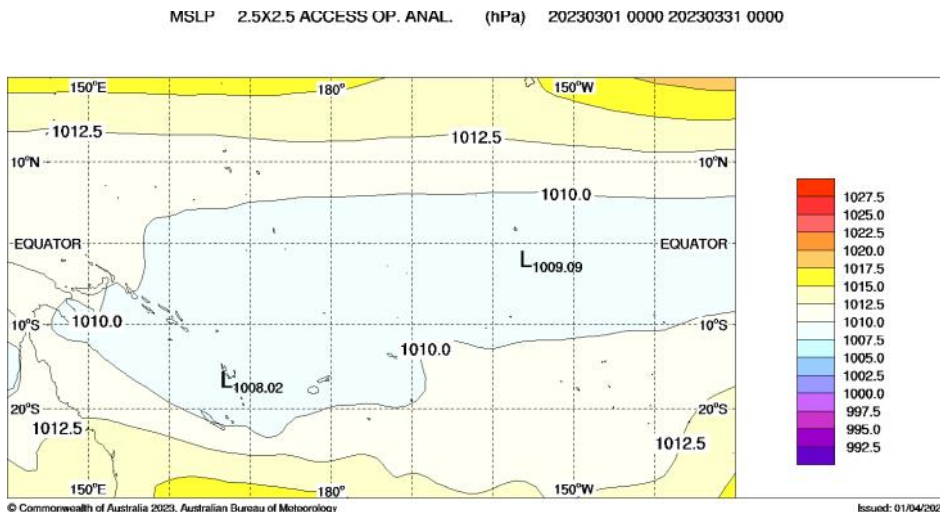 MSLP 2.5X2.5 ACCESS OP. ANAL. (hPa) 20230301 0000 20230331 0000
150°E 180° 150°W
1012.5 1012.5
10°N 10°N
1010.0
EQUATOR EQUATOR
L1009.09
1010.0
10°S 10°S
1010.0
L1008.02
20°S 20°S
1012.5 1012.5
150°E 180° 150°W
1027.5
1025.0
1022.5
1020.0
1017.5
1015.0
1012.5
1010.0
1007.5
1005.0
1002.5
1000.0
997.5
995.0
992.5
© Commonwealth of Australia 2023, Australian Bureau of Meteorology
Issued: 01/04/202